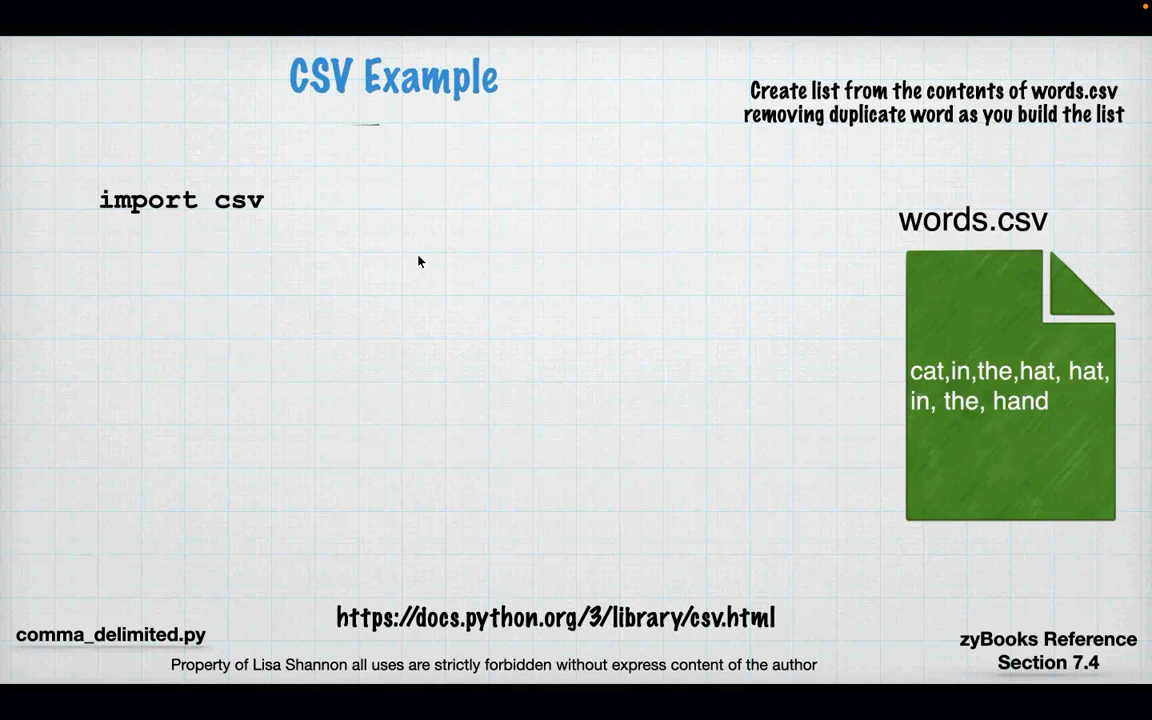 CSV Example
Create list from the contents of words.csv
removing duplicate word as you build the list
import csv
words.csv
cat,in,the,hat, hat,
in, the, hand
https://docs.python.org/3/library/csv.html
comma_delimited.py
zyBooks Reference
Section 7.4
Property of Lisa Shannon all uses are strictly forbidden without express content of the author